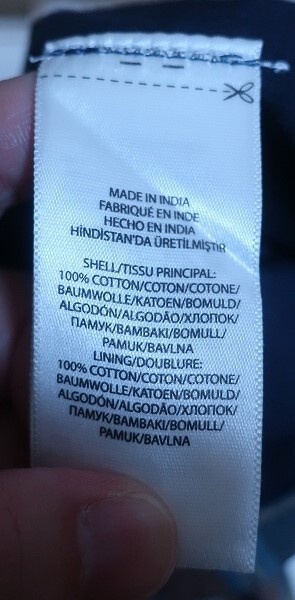 MADE IN INDIA
FABRIQUÉ EN INDE
HECHO EN INDIA
HİNDİSTAN'DA ÜRETİLMİŞTİR
SHELL/TISSU PRINCIPAL:
100% COTTON/COTON/COTONE/
BAUMWOLLE/KATOEN/BOMULD/
ALGODÓN/ALGODÃO/ХЛОПОК/
ПАМУК/BAMBAKI/BOMULL/
PAMUK/BAVLNA
LINING/DOUBLURE:
100% COTTON/COTON/COTONE/
BAUMWOLLE/KATOEN/BOMULD/
ALGODÓN/ALGODÃO/ХЛОПОК/
ПАМУК/BAMBAKI/BOMULL/
PAMUK/BAVLNA